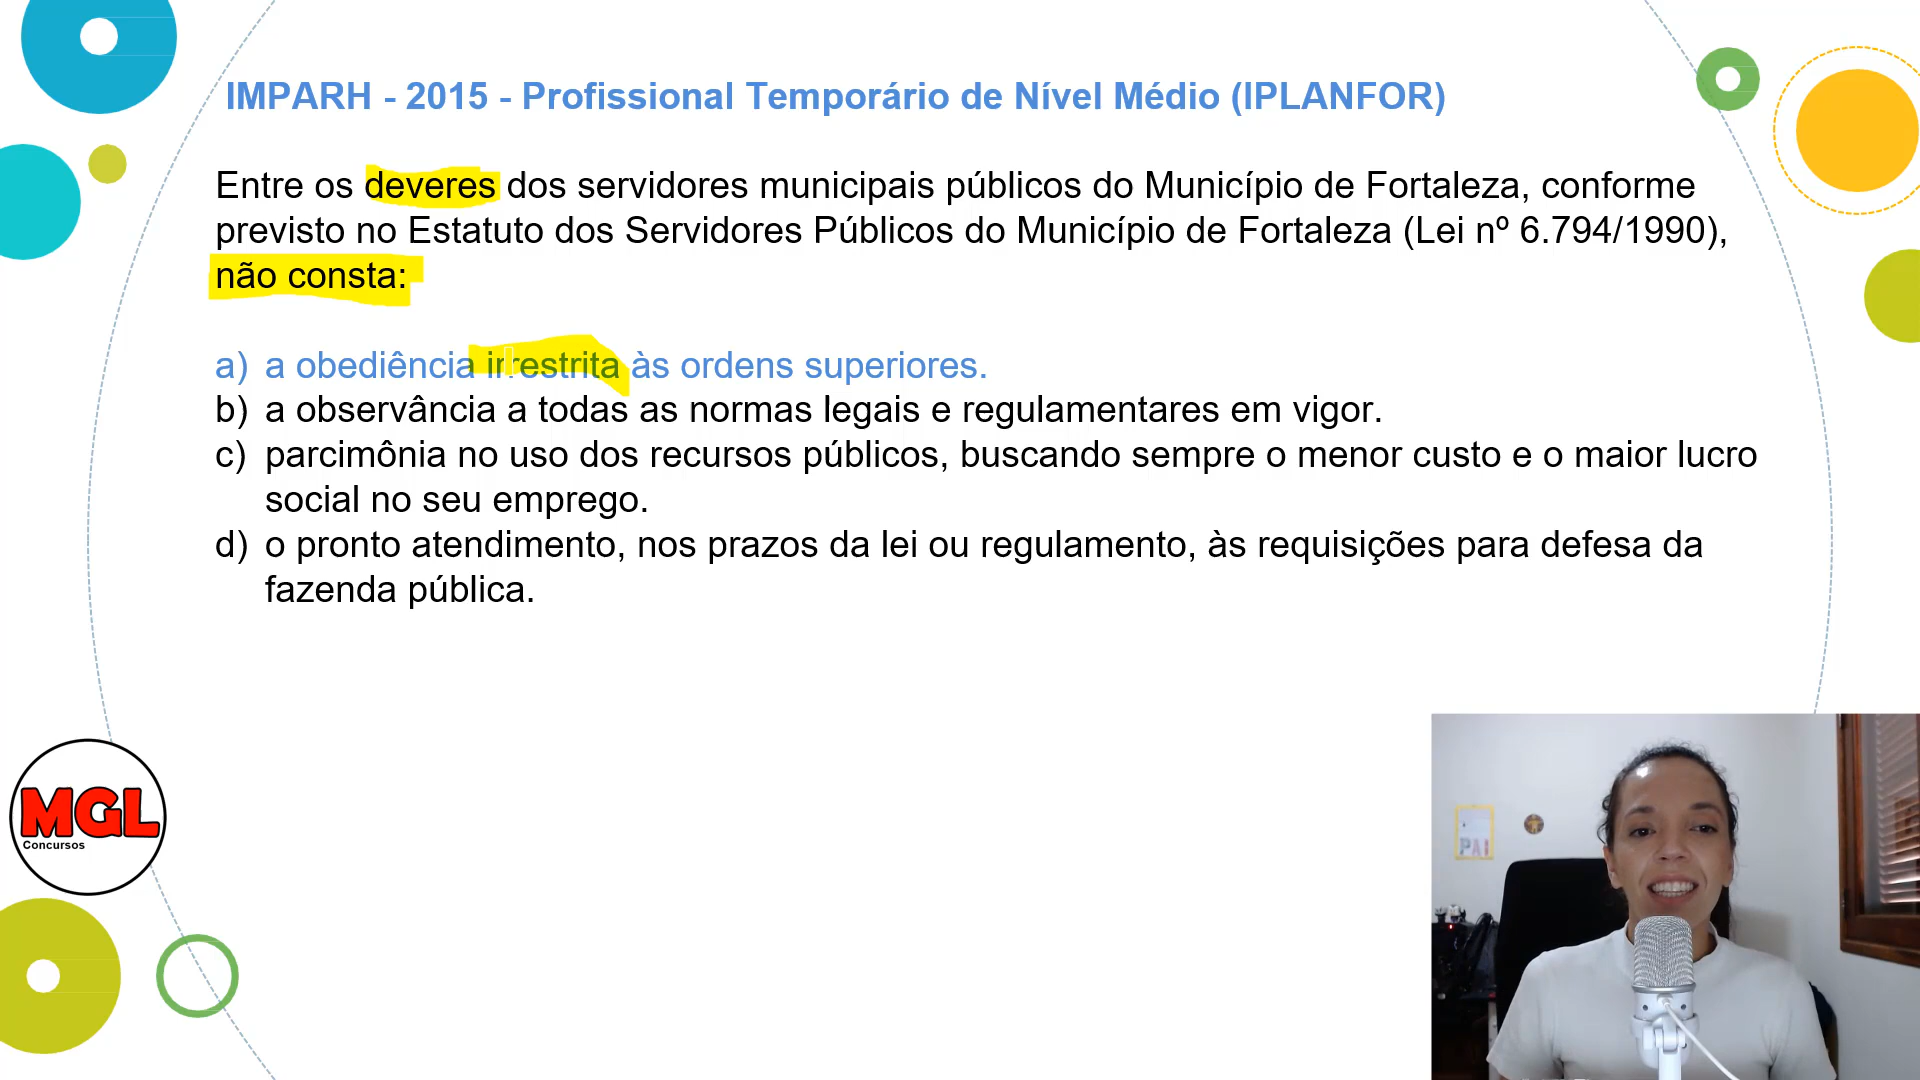 IMPARH - 2015 - Profissional Temporário de Nível Médio (IPLANFOR)
Entre os deveres dos servidores municipais públicos do Município de Fortaleza, conforme
previsto no Estatuto dos Servidores Públicos do Município de Fortaleza (Lei nº 6.794/1990),
não consta:
a) a obediência irrestrita às ordens superiores.
b) a observância a todas as normas legais e regulamentares em vigor.
c) parcimônia no uso dos recursos públicos, buscando sempre o menor custo e o maior lucro
social no seu emprego.
d) o pronto atendimento, nos prazos da lei ou regulamento, às requisições para defesa da
fazenda pública.
MGL
Concursos
PAI